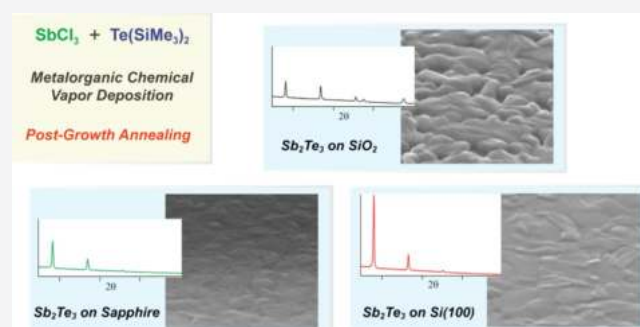 SbCl₃ + Te(SiMe₃)₂
Metalorganic Chemical
Vapor Deposition
Post-Growth Annealing
2θ
Sb₂Te₃ on SiO₂
2θ
Sb₂Te₃ on Sapphire
2θ
Sb₂Te₃ on Si(100)